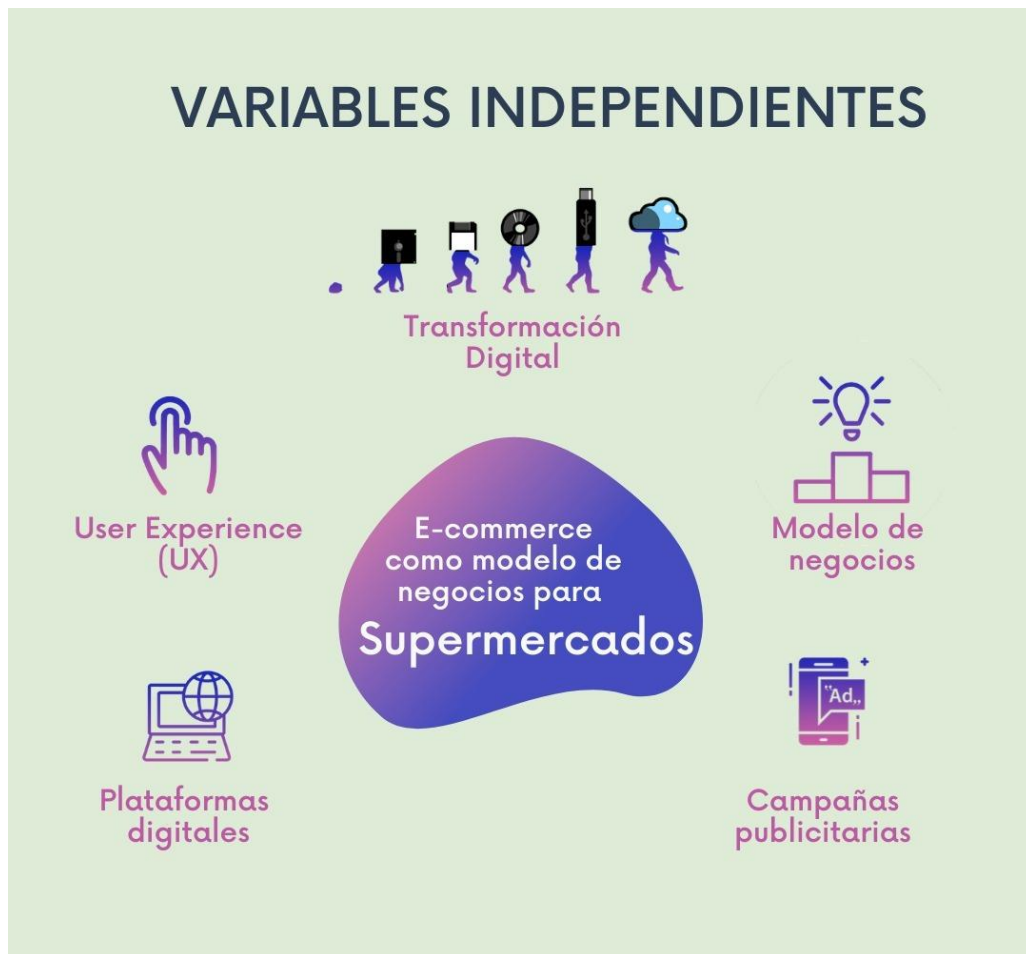 VARIABLES INDEPENDIENTES
Transformación
Digital
User Experience
(UX)
Modelo de
negocios
E-commerce
como modelo de
negocios para
Supermercados
Plataformas
digitales
"Ad„
Campañas
publicitarias